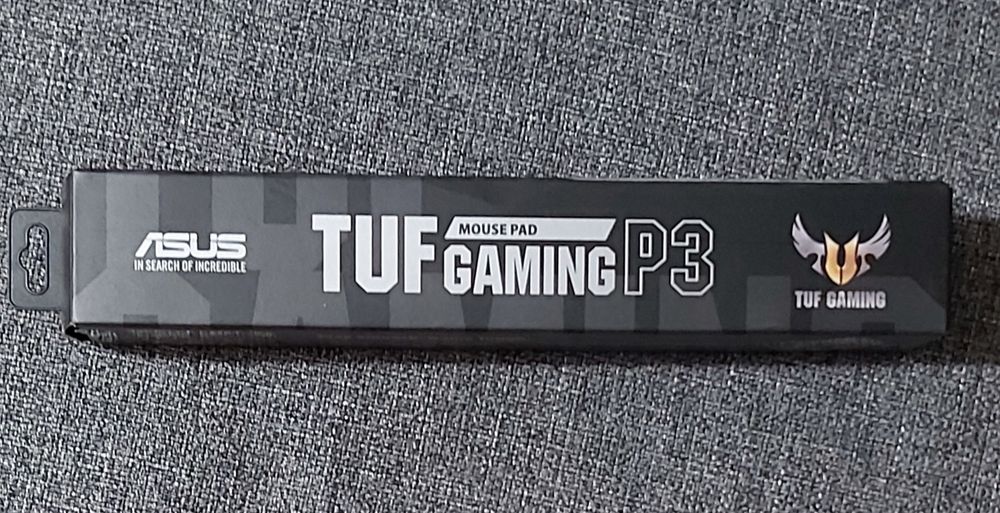 ASUS
IN SEARCH OF INCREDIBLE
TUF
MOUSE PAD
GAMING
P3
TUF GAMING